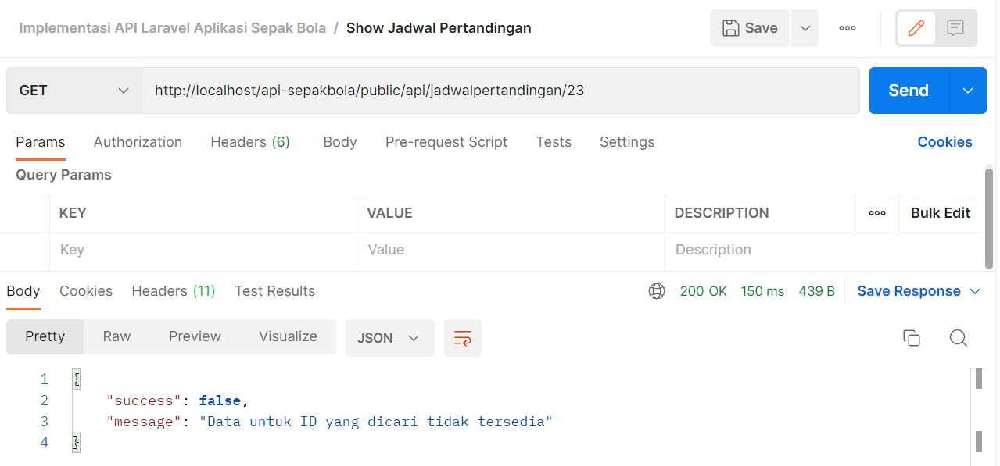 Implementasi API Laravel Aplikasi Sepak Bola / Show Jadwal Pertandingan Save
GET http://localhost/api-sepakbola/public/api/jadwalpertandingan/23 Send
Params Authorization Headers (6) Body Pre-request Script Tests Settings Cookies
Query Params
KEY VALUE DESCRIPTION Bulk Edit
Key Value Description
Body Cookies Headers (11) Test Results 200 OK 150 ms 439 B Save Response
Pretty Raw Preview Visualize JSON
1 {
2 "success": false,
3 "message": "Data untuk ID yang dicari tidak tersedia"
4 }